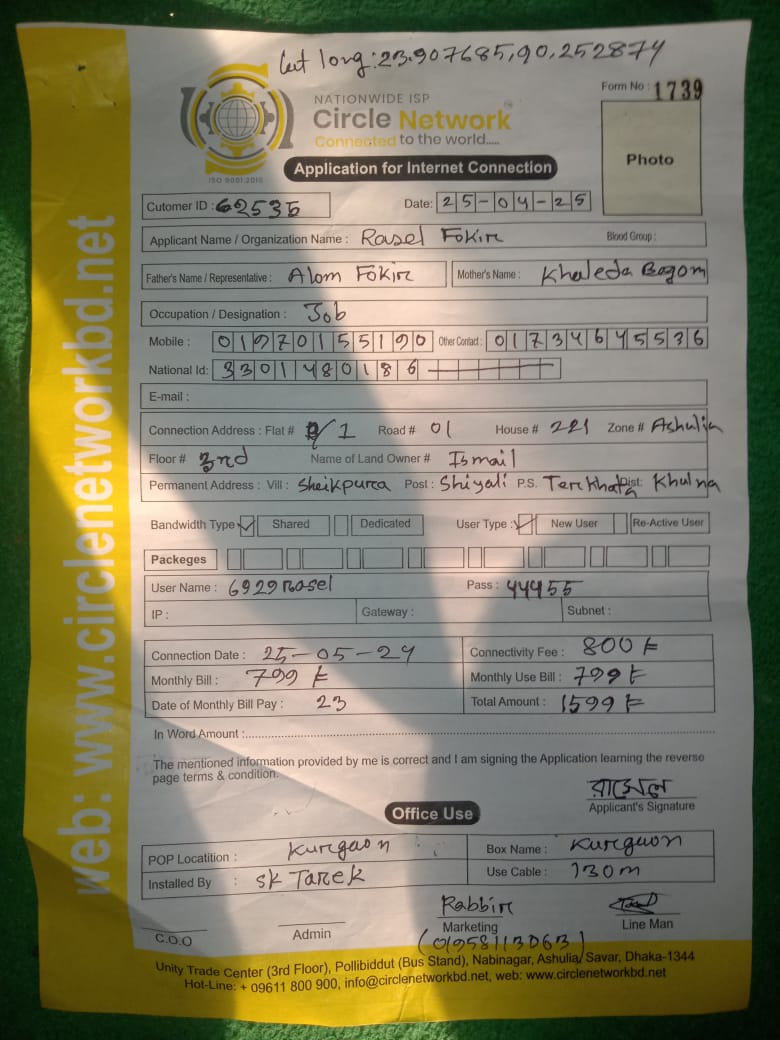 Lat long: 23.907685, 90.252874
Form No : 1739
NATIONWIDE ISP
Circle Network
Connected to the world.....
ISO 9001:2015
Photo
Application for Internet Connection
Cutomer ID : 62535 Date: 25-04-25
Applicant Name / Organization Name : Rasel Fokir Blood Group :
Father's Name / Representative : Alom Fokir Mother's Name : Khaleda Begom
Occupation / Designation : Job
Mobile : 01970155190 Other Contact : 01734645536
National Id: 3301480186
E-mail :
Connection Address : Flat # 1 Road # 01 House # 221 Zone # Ashulia
Floor # 3rd Name of Land Owner # Ismail
Permanent Address : Vill : Sheikpura Post : Shiyali P.S. Terkhata Dist: Khulna
Bandwidth Type Shared Dedicated User Type : New User Re-Active User
Packeges
User Name : 6929rasel Pass : 44455
IP : Gateway : Subnet :
Connection Date : 25-05-24 Connectivity Fee : 800 ৳
Monthly Bill : 799 ৳ Monthly Use Bill : 799 ৳
Date of Monthly Bill Pay : 23 Total Amount : 1599 ৳
In Word Amount :
The mentioned information provided by me is correct and I am signing the Application learning the reverse
page terms & condition.
রাসেল
Applicant's Signature
Office Use
POP Locatition : Kurgaon Box Name : Kurgaon
Installed By : SK Tarek Use Cable : 130m
Rabbir
C.O.O Admin Marketing Line Man
(01958113063)
Unity Trade Center (3rd Floor), Pollibiddut (Bus Stand), Nabinagar, Ashulia, Savar, Dhaka-1344
Hot-Line: + 09611 800 900, info@circlenetworkbd.net, web: www.circlenetworkbd.net
web: www.circlenetworkbd.net